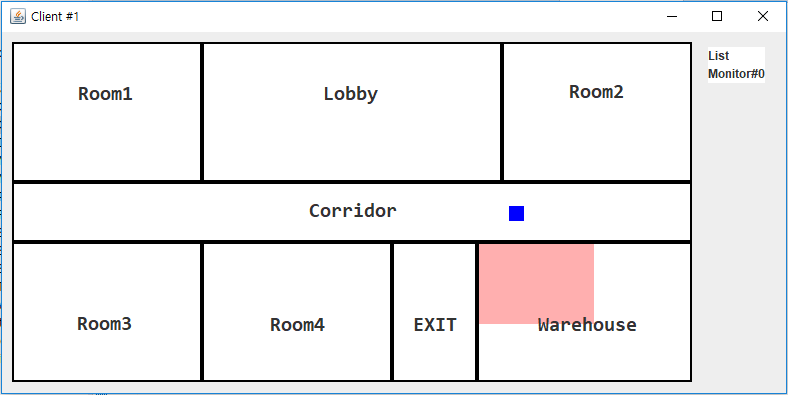 Client #1
List
Monitor#0
Room1
Lobby
Room2
Corridor
Room3
Room4
EXIT
Warehouse